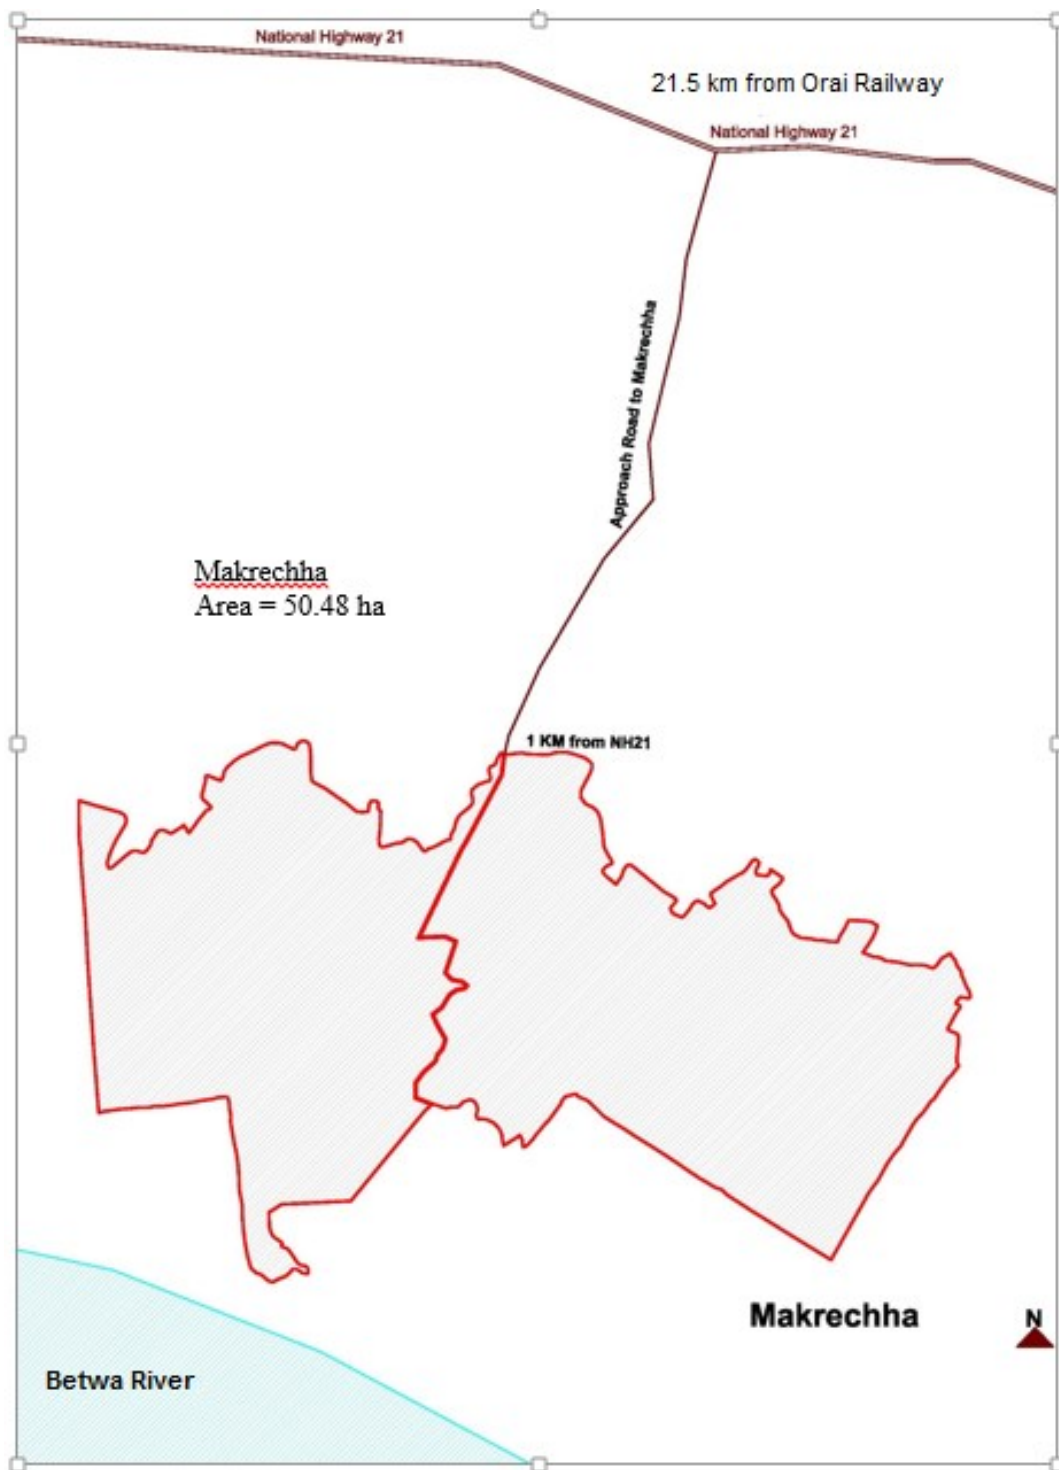 National Highway 21
21.5 km from Orai Railway
National Highway 21
Approach Road to Makrechha
Makrechha
Area = 50.48 ha
1 KM from NH21
Makrechha
N
Betwa River